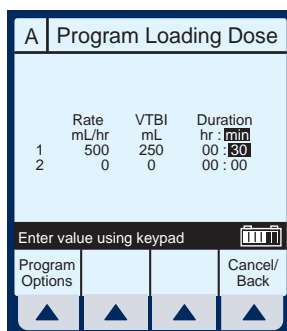 A Program Loading Dose
Rate VTBI Duration
mL/hr mL hr : min
1 500 250 00 : 30
2 0 0 00 : 00
Enter value using keypad
Program Options
Cancel/ Back